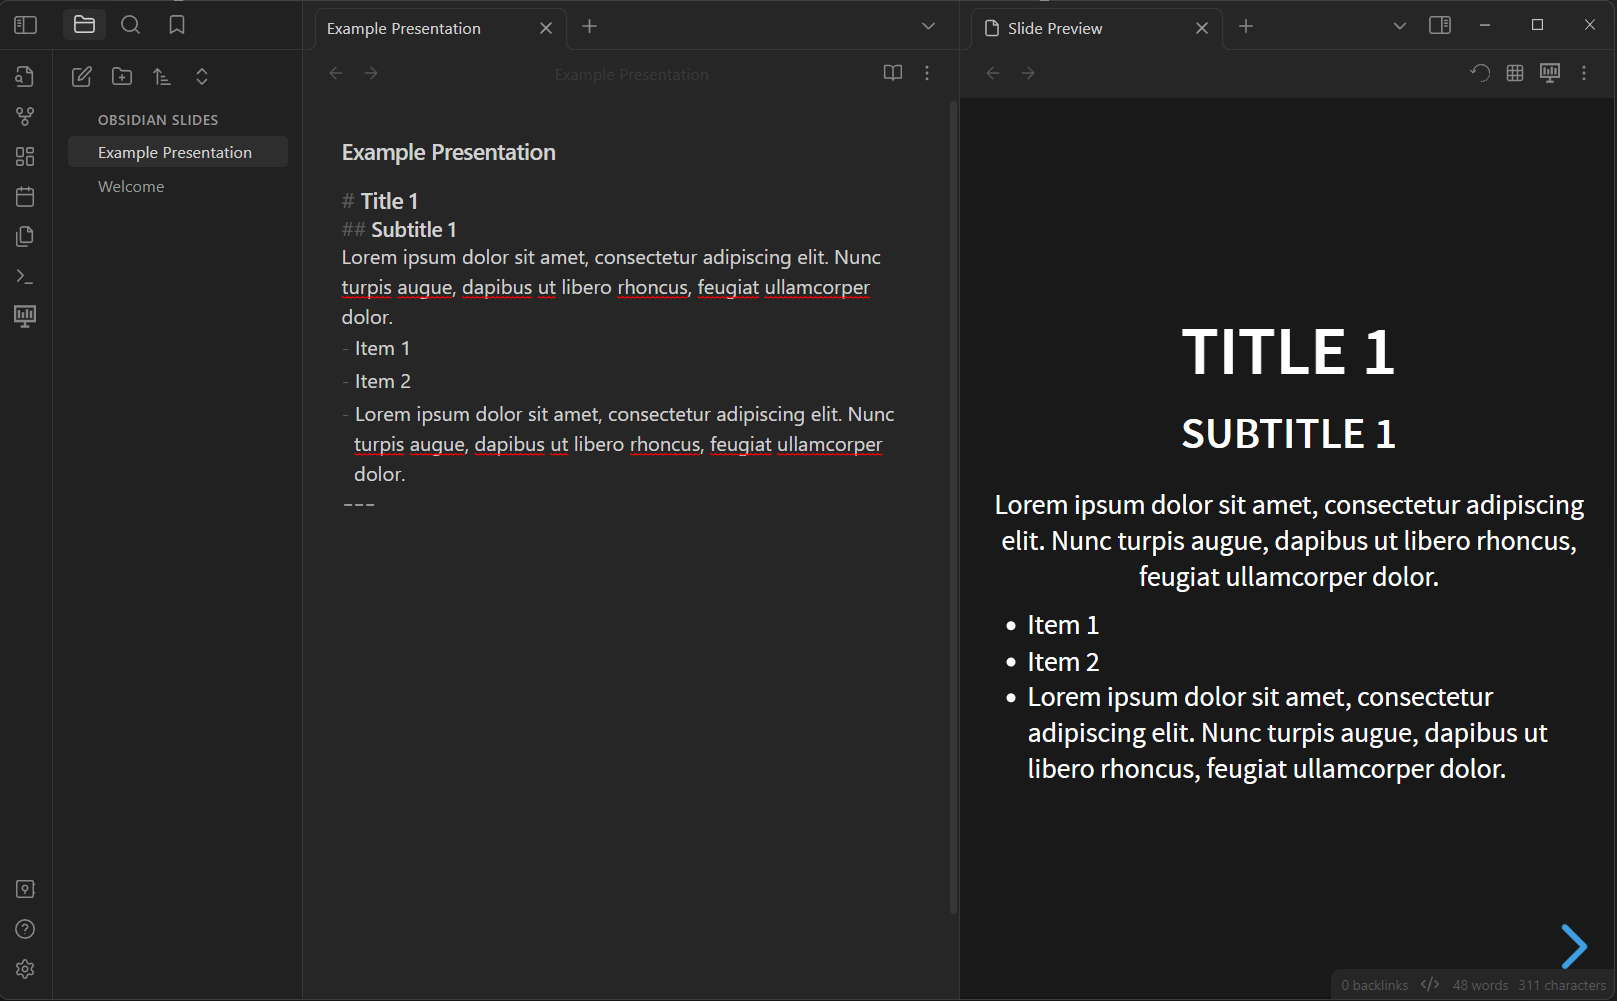 Example Presentation
Slide Preview
Example Presentation
OBSIDIAN SLIDES
Example Presentation
Welcome
Example Presentation
# Title 1
## Subtitle 1
Lorem ipsum dolor sit amet, consectetur adipiscing elit. Nunc
turpis augue, dapibus ut libero rhoncus, feugiat ullamcorper
dolor.
- Item 1
- Item 2
- Lorem ipsum dolor sit amet, consectetur adipiscing elit. Nunc
turpis augue, dapibus ut libero rhoncus, feugiat ullamcorper
dolor.
---
TITLE 1
SUBTITLE 1
Lorem ipsum dolor sit amet, consectetur adipiscing
elit. Nunc turpis augue, dapibus ut libero rhoncus,
feugiat ullamcorper dolor.
• Item 1
• Item 2
• Lorem ipsum dolor sit amet, consectetur
adipiscing elit. Nunc turpis augue, dapibus ut
libero rhoncus, feugiat ullamcorper dolor.
0 backlinks </> 48 words 311 characters